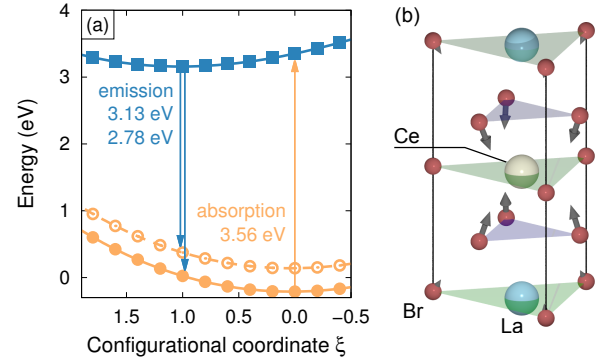 (a)
(b)
4
3
2
1
0
Energy (eV)
emission
3.13 eV
2.78 eV
absorption
3.56 eV
1.5
1.0
0.5
0.0
−0.5
Configurational coordinate ξ
Ce
Br
La